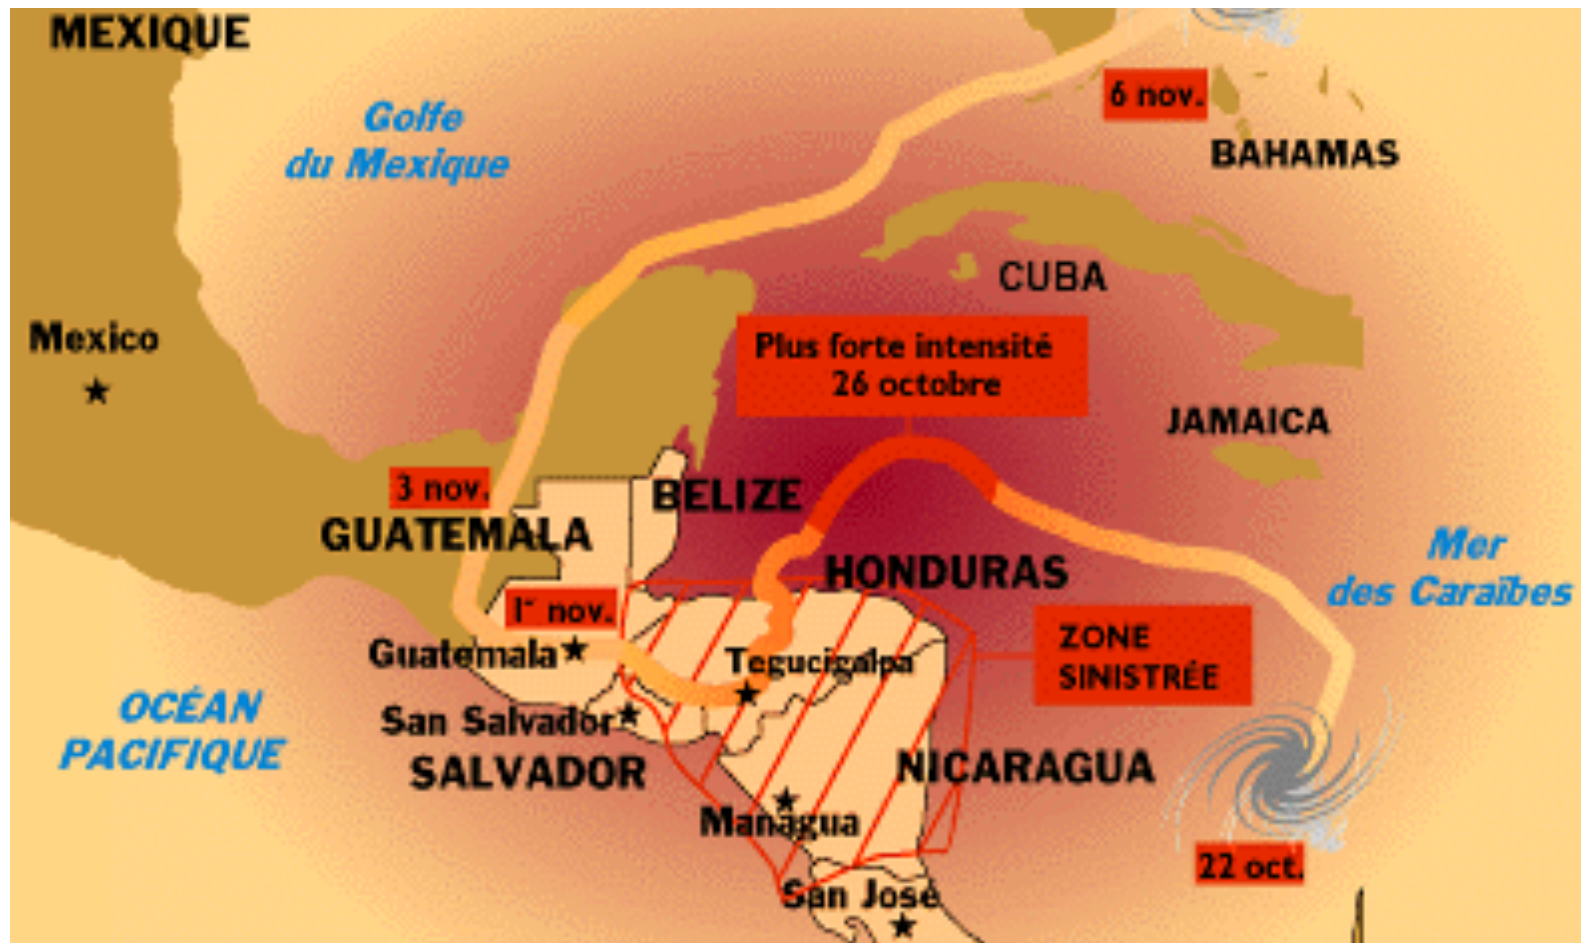 MEXIQUE
Golfe
du Mexique
6 nov.
BAHAMAS
CUBA
Mexico
Plus forte intensité
26 octobre
JAMAICA
3 nov.
BELIZE
GUATEMALA
Mer
des Caraïbes
HONDURAS
1er nov.
ZONE
SINISTRÉE
Guatemala
Tegucigalpa
OCÉAN
PACIFIQUE
San Salvador
SALVADOR
NICARAGUA
Managua
22 oct.
San José